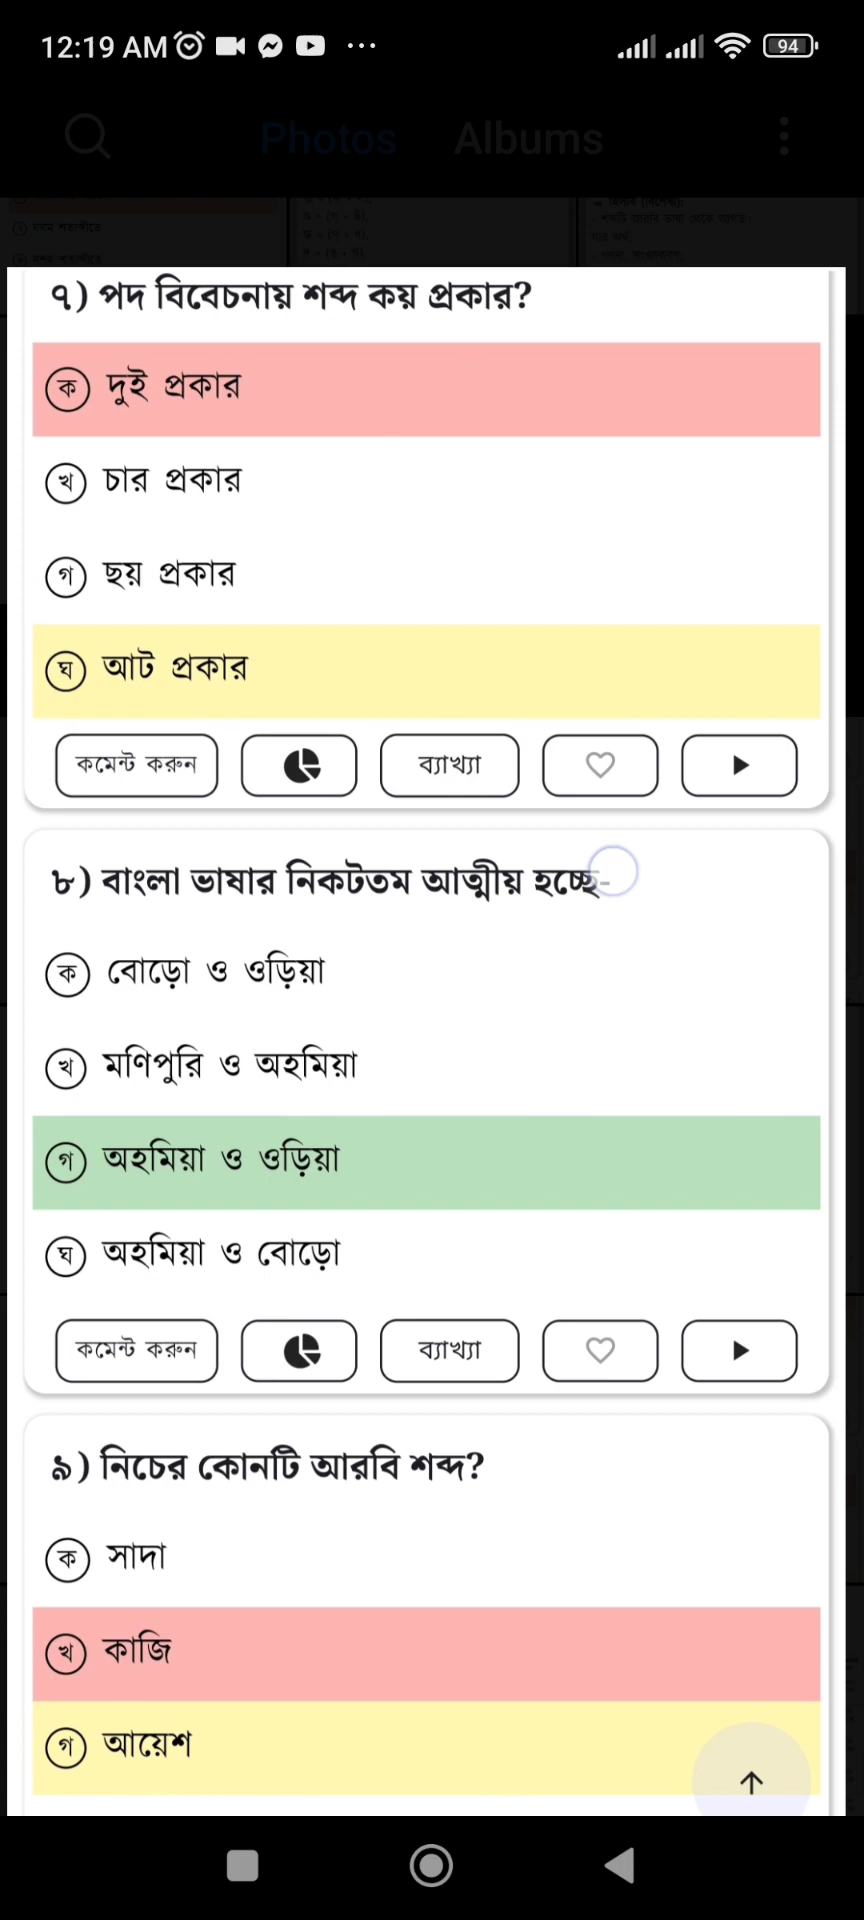 12:19 AM ... 94
Photos Albums
৭) পদ বিবেচনায় শব্দ কয় প্রকার?
ক দুই প্রকার
খ চার প্রকার
গ ছয় প্রকার
ঘ আট প্রকার
কমেন্ট করুন ব্যাখ্যা
৮) বাংলা ভাষার নিকটতম আত্মীয় হচ্ছে-
ক বোড়ো ও ওড়িয়া
খ মণিপুরি ও অহমিয়া
গ অহমিয়া ও ওড়িয়া
ঘ অহমিয়া ও বোড়ো
কমেন্ট করুন ব্যাখ্যা
৯) নিচের কোনটি আরবি শব্দ?
ক সাদা
খ কাজি
গ আয়েশ